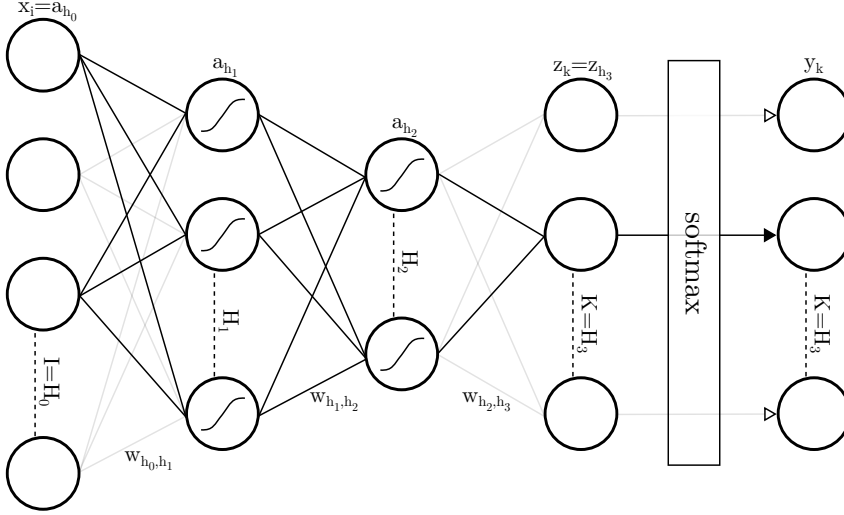 x_i=a_{h_0}
a_{h_1}
a_{h_2}
z_k=z_{h_3}
y_k
I=H_0
H_1
H_2
K=H_3
softmax
K=H_3
w_{h_0,h_1}
w_{h_1,h_2}
w_{h_2,h_3}